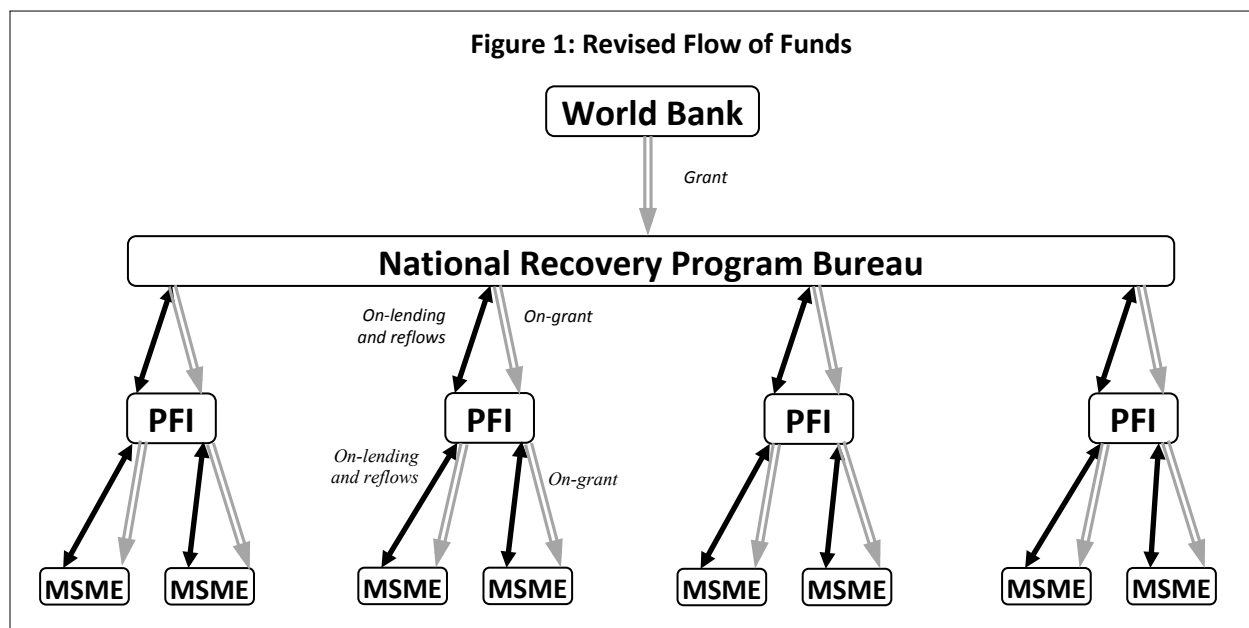 Figure 1: Revised Flow of Funds
World Bank
Grant
National Recovery Program Bureau
On-lending
and reflows
On-grant
PFI
PFI
PFI
PFI
On-lending
and reflows
On-grant
MSME
MSME
MSME
MSME
MSME
MSME
MSME
MSME